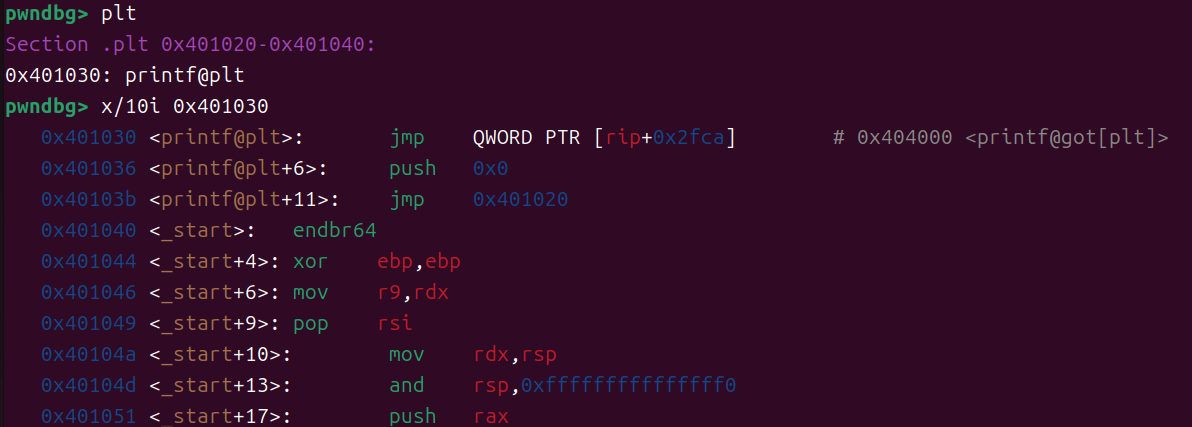 pwndbg> plt
Section .plt 0x401020-0x401040:
0x401030: printf@plt
pwndbg> x/10i 0x401030
   0x401030 <printf@plt>:        jmp    QWORD PTR [rip+0x2fca]        # 0x404000 <printf@got[plt]>
   0x401036 <printf@plt+6>:      push   0x0
   0x40103b <printf@plt+11>:     jmp    0x401020
   0x401040 <_start>:   endbr64
   0x401044 <_start+4>: xor    ebp,ebp
   0x401046 <_start+6>: mov    r9,rdx
   0x401049 <_start+9>: pop    rsi
   0x40104a <_start+10>:        mov    rdx,rsp
   0x40104d <_start+13>:        and    rsp,0xfffffffffffffff0
   0x401051 <_start+17>:        push   rax